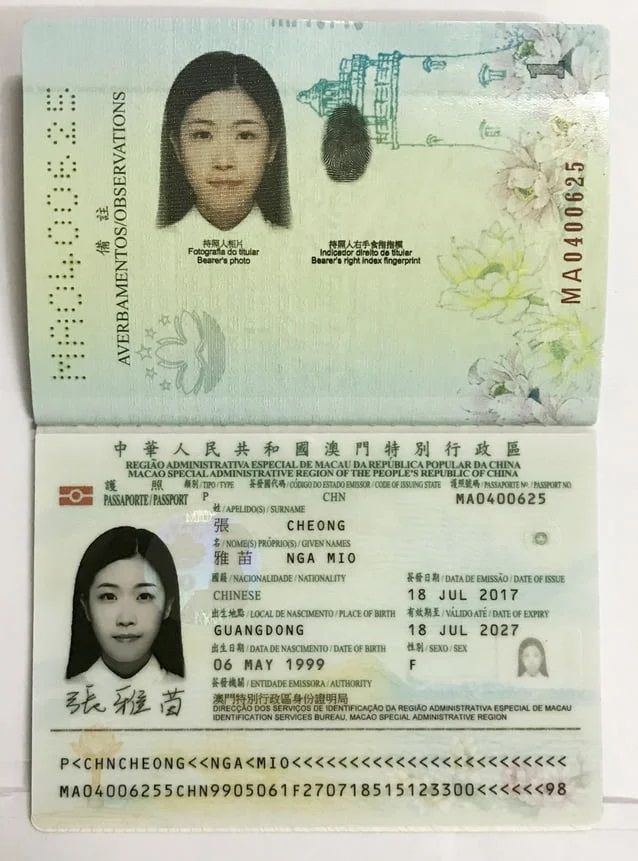 中華人民共和國澳門特別行政區
REGIÃO ADMINISTRATIVA ESPECIAL DE MACAU DA REPÚBLICA POPULAR DA CHINA
MACAO SPECIAL ADMINISTRATIVE REGION OF THE PEOPLE'S REPUBLIC OF CHINA
護照
PASSAPORTE/PASSPORT
類別/TIPO/TYPE
P
簽發國代碼/CÓDIGO DO ESTADO EMISSOR/CODE OF ISSUING STATE
CHN
護照號碼/PASSAPORTE No./PASSPORT NO.
MA0400625
姓/APELIDO(S)/SURNAME
張 CHEONG
名/NOME(S) PRÓPRIO(S)/GIVEN NAMES
雅苗 NGA MIO
國籍/NACIONALIDADE/NATIONALITY
CHINESE
簽發日期/DATA DE EMISSÃO/DATE OF ISSUE
18 JUL 2017
出生地點/LOCAL DE NASCIMENTO/PLACE OF BIRTH
GUANGDONG
有效期至/VÁLIDO ATÉ/DATE OF EXPIRY
18 JUL 2027
出生日期/DATA DE NASCIMENTO/DATE OF BIRTH
06 MAY 1999
性別/SEXO/SEX
F
簽發機關/ENTIDADE EMISSORA/AUTHORITY
澳門特別行政區身份證明局
DIRECÇÃO DOS SERVIÇOS DE IDENTIFICAÇÃO DA REGIÃO ADMINISTRATIVA ESPECIAL DE MACAU
IDENTIFICATION SERVICES BUREAU, MACAO SPECIAL ADMINISTRATIVE REGION
張雅苗
P<CHNCHEONG<<NGA<MIO<<<<<<<<<<<<<<<<<<<<<<<<
MA04006255CHN9905061F270718515123300<<<<<<98
MA0400625
備註
AVERBAMENTOS/OBSERVATIONS
持照人相片
Fotografia do titular
Bearer's photo
持照人右手食指指模
Indicador direito do titular
Bearer's right index fingerprint
1
MA0400625